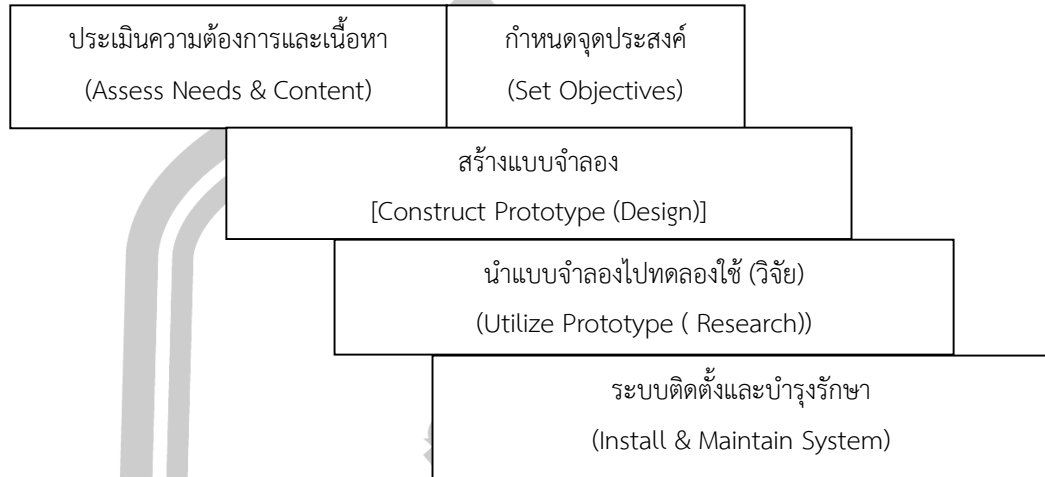 ประเมินความต้องการและเนื้อหา
(Assess Needs & Content)
กำหนดจุดประสงค์
(Set Objectives)
สร้างแบบจำลอง
[Construct Prototype (Design)]
นำแบบจำลองไปทดลองใช้ (วิจัย)
(Utilize Prototype ( Research))
ระบบติดตั้งและบำรุงรักษา
(Install & Maintain System)